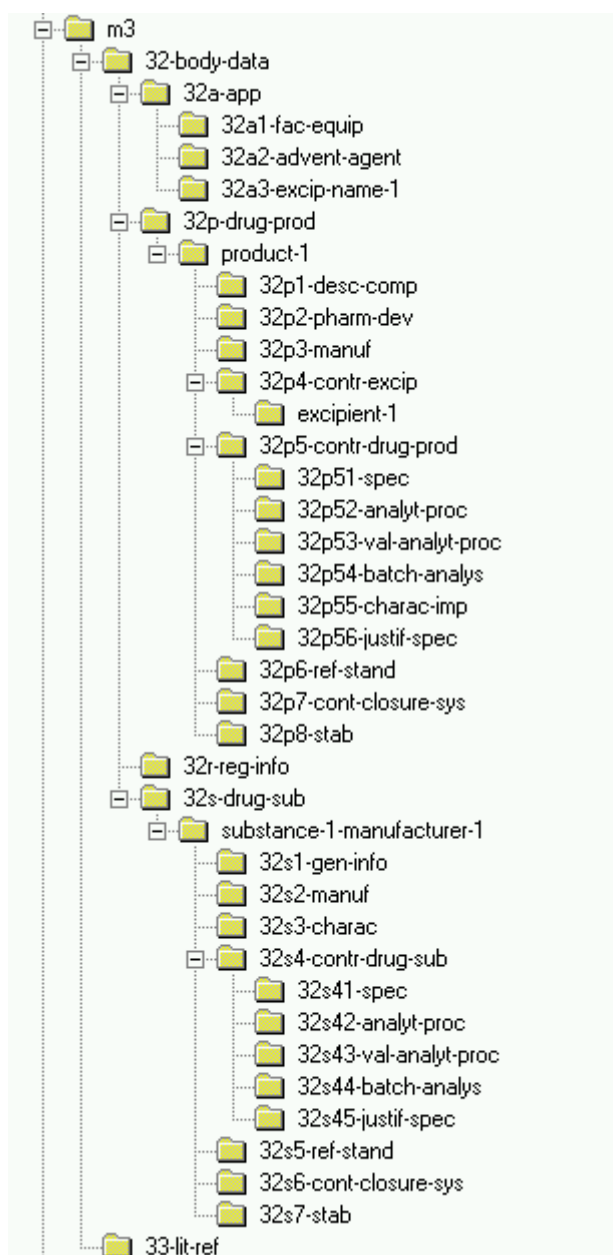 m3
32-body-data
32a-app
32a1-fac-equip
32a2-advent-agent
32a3-excip-name-1
32p-drug-prod
product-1
32p1-desc-comp
32p2-pharm-dev
32p3-manuf
32p4-contr-excip
excipient-1
32p5-contr-drug-prod
32p51-spec
32p52-analyt-proc
32p53-val-analyt-proc
32p54-batch-analys
32p55-charac-imp
32p56-justif-spec
32p6-ref-stand
32p7-cont-closure-sys
32p8-stab
32r-reg-info
32s-drug-sub
substance-1-manufacturer-1
32s1-gen-info
32s2-manuf
32s3-charac
32s4-contr-drug-sub
32s41-spec
32s42-analyt-proc
32s43-val-analyt-proc
32s44-batch-analys
32s45-justif-spec
32s5-ref-stand
32s6-cont-closure-sys
32s7-stab
33-lit-ref